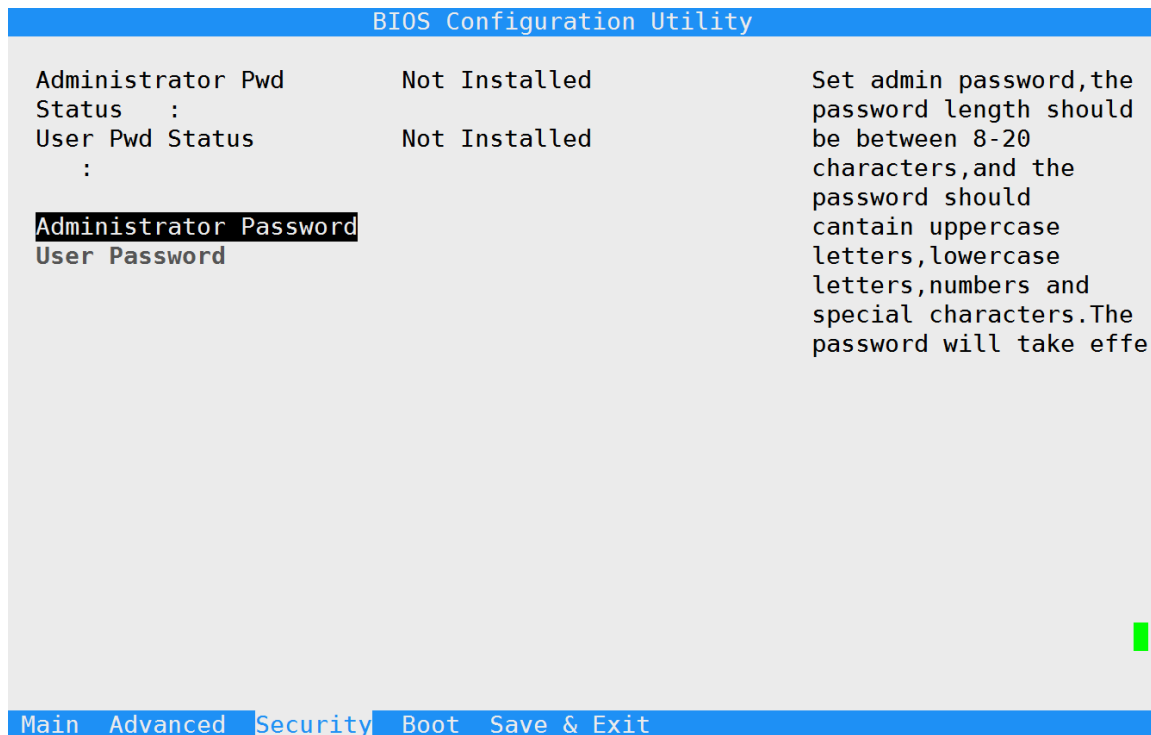 BIOS Configuration Utility
Administrator Pwd Not Installed
Status :
User Pwd Status Not Installed
:
Administrator Password
User Password
Set admin password,the
password length should
be between 8-20
characters,and the
password should
cantain uppercase
letters,lowercase
letters,numbers and
special characters.The
password will take effe
Main Advanced Security Boot Save & Exit